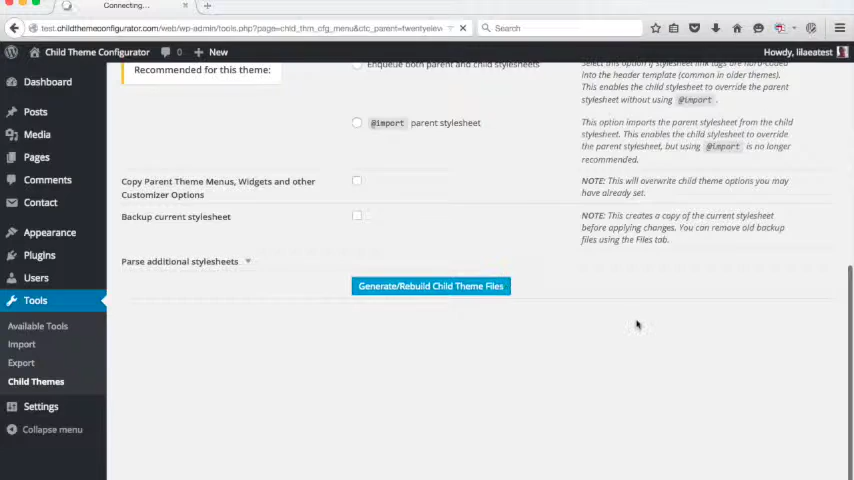 Connecting...
test.childthemeconfigurator.com/web/wp-admin/tools.php?page=chld_thm_cfg_menu&ctc_parent=twentyelev
Search
Child Theme Configurator
0
+ New
Howdy, lilaeatest
Dashboard
Posts
Media
Pages
Comments
Contact
Appearance
Plugins
Users
Tools
Available Tools
Import
Export
Child Themes
Settings
Collapse menu
Recommended for this theme:
Enqueue both parent and child stylesheets
Select this option if stylesheet link tags are hard-coded
into the header template (common in older themes).
This enables the child stylesheet to override the parent
stylesheet without using @import .
@import parent stylesheet
This option imports the parent stylesheet from the child
stylesheet. This enables the child stylesheet to override
the parent stylesheet, but using @import is no longer
recommended.
Copy Parent Theme Menus, Widgets and other
Customizer Options
NOTE: This will overwrite child theme options you may
have already set.
Backup current stylesheet
NOTE: This creates a copy of the current stylesheet
before applying changes. You can remove old backup
files using the Files tab.
Parse additional stylesheets
Generate/Rebuild Child Theme Files